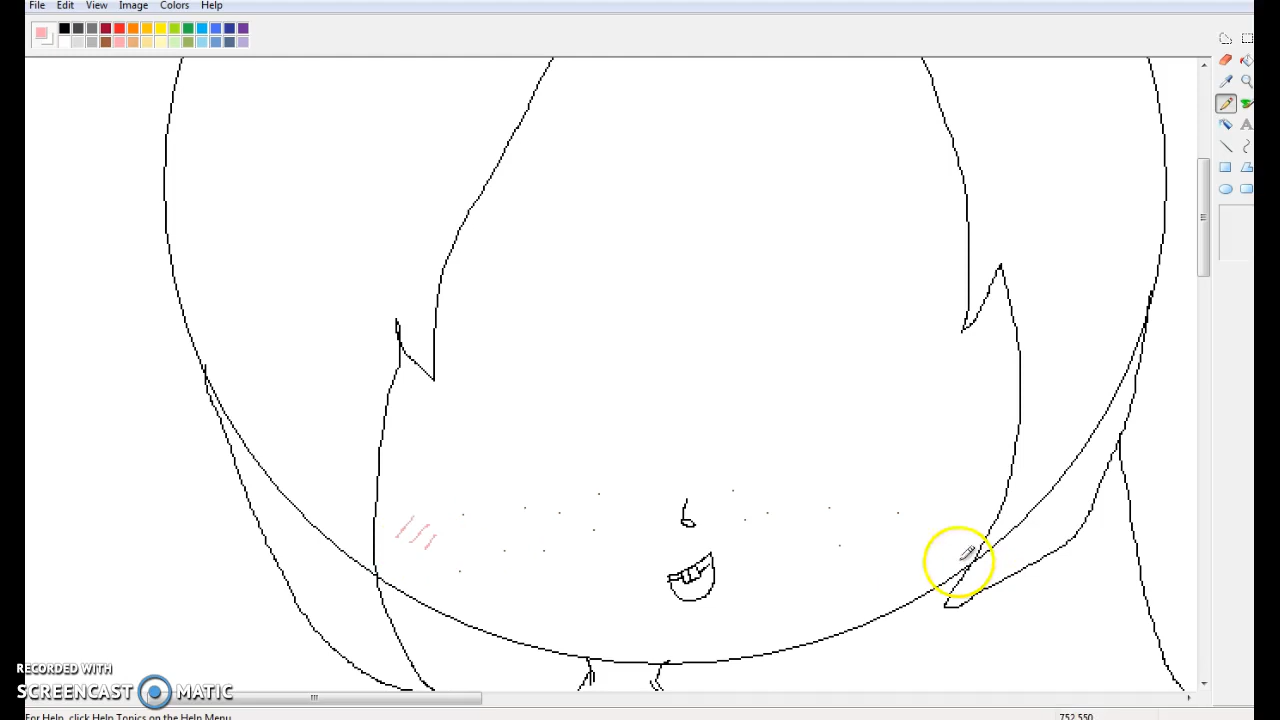 File Edit View Image Colors Help
A
RECORDED WITH
SCREENCAST MATIC
For Help, click Help Topics on the Help Menu.
752,550